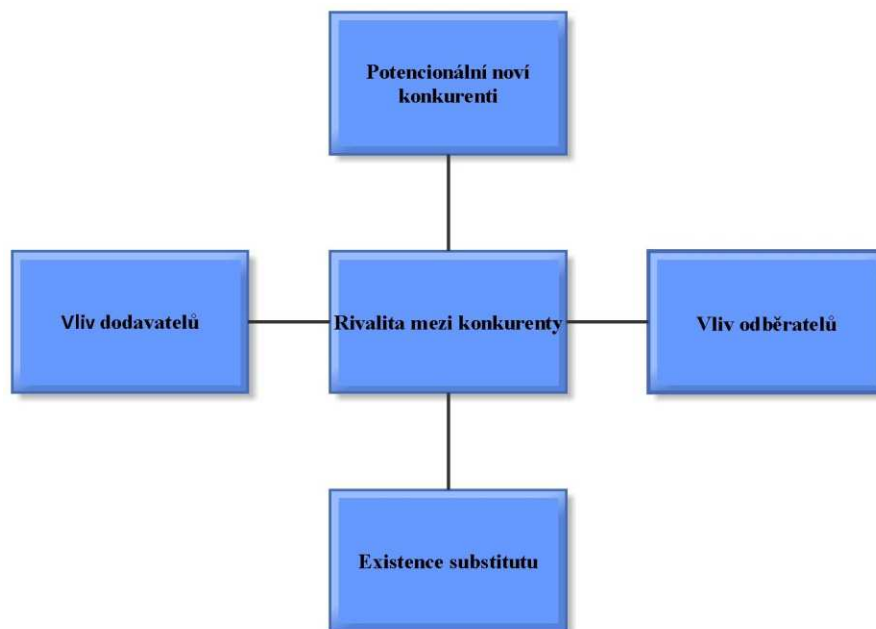 Potencionální noví
konkurenti
Vliv dodavatelů
Rivalita mezi konkurenty
Vliv odběratelů
Existence substitutu